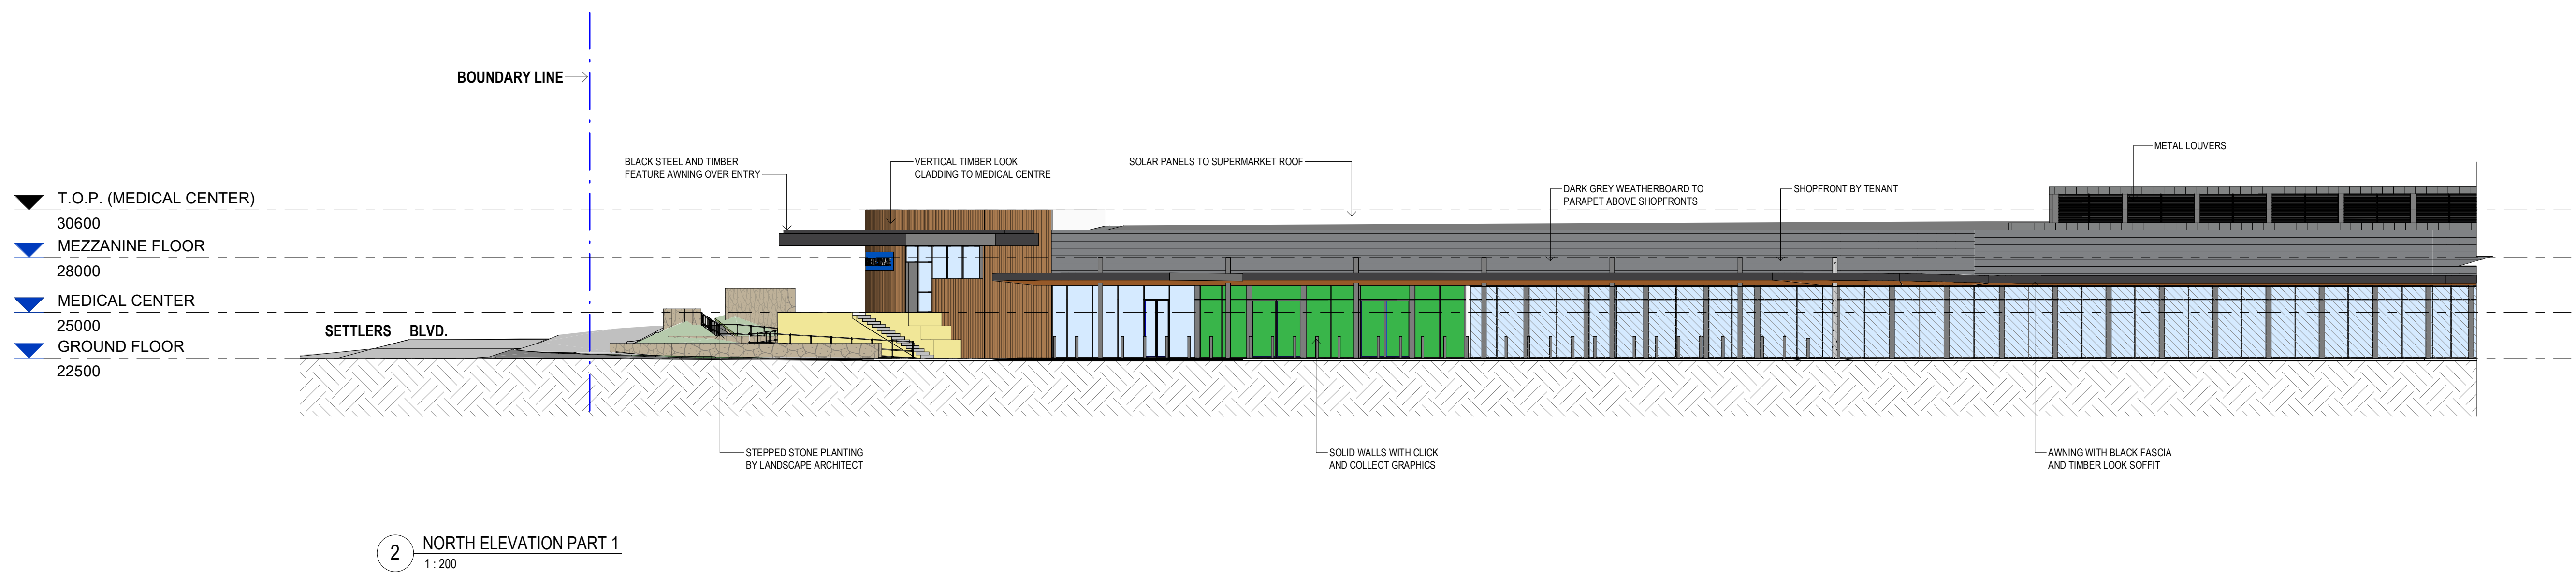 BOUNDARY LINE
METAL LOUVERS
BLACK STEEL AND TIMBER
FEATURE AWNING OVER ENTRY
VERTICAL TIMBER LOOK
CLADDING TO MEDICAL CENTRE
SOLAR PANELS TO SUPERMARKET ROOF
DARK GREY WEATHERBOARD TO
PARAPET ABOVE SHOPFRONTS
SHOPFRONT BY TENANT
T.O.P. (MEDICAL CENTER)
30600
MEZZANINE FLOOR
28000
MEDICAL CENTER
25000
SETTLERS BLVD.
GROUND FLOOR
22500
STEPPED STONE PLANTING
BY LANDSCAPE ARCHITECT
SOLID WALLS WITH CLICK
AND COLLECT GRAPHICS
AWNING WITH BLACK FASCIA
AND TIMBER LOOK SOFFIT
2
NORTH ELEVATION PART 1
1 : 200